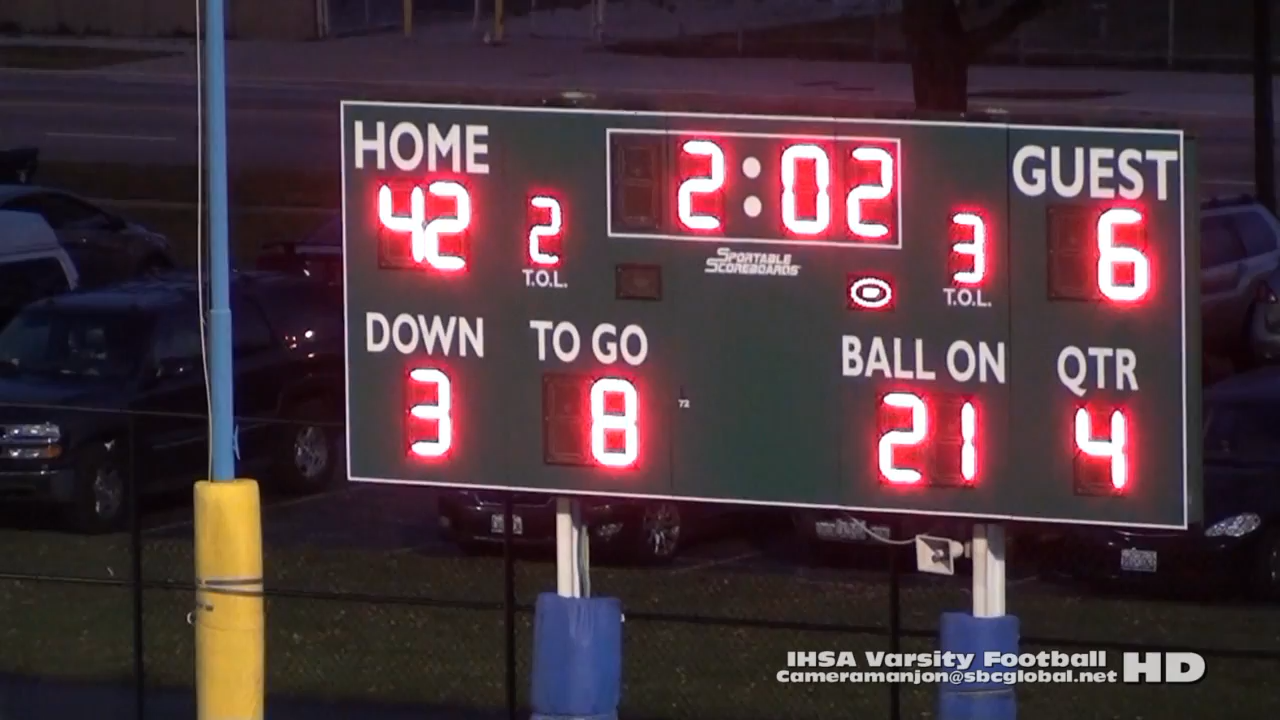 HOME 2:02 GUEST
42 2 3 6
T.O.L. SPORTABLE SCOREBOARDS T.O.L.
DOWN TO GO BALL ON QTR
3 8 21 4
72
IHSA Varsity Football HD
Cameramanjon@sbcglobal.net